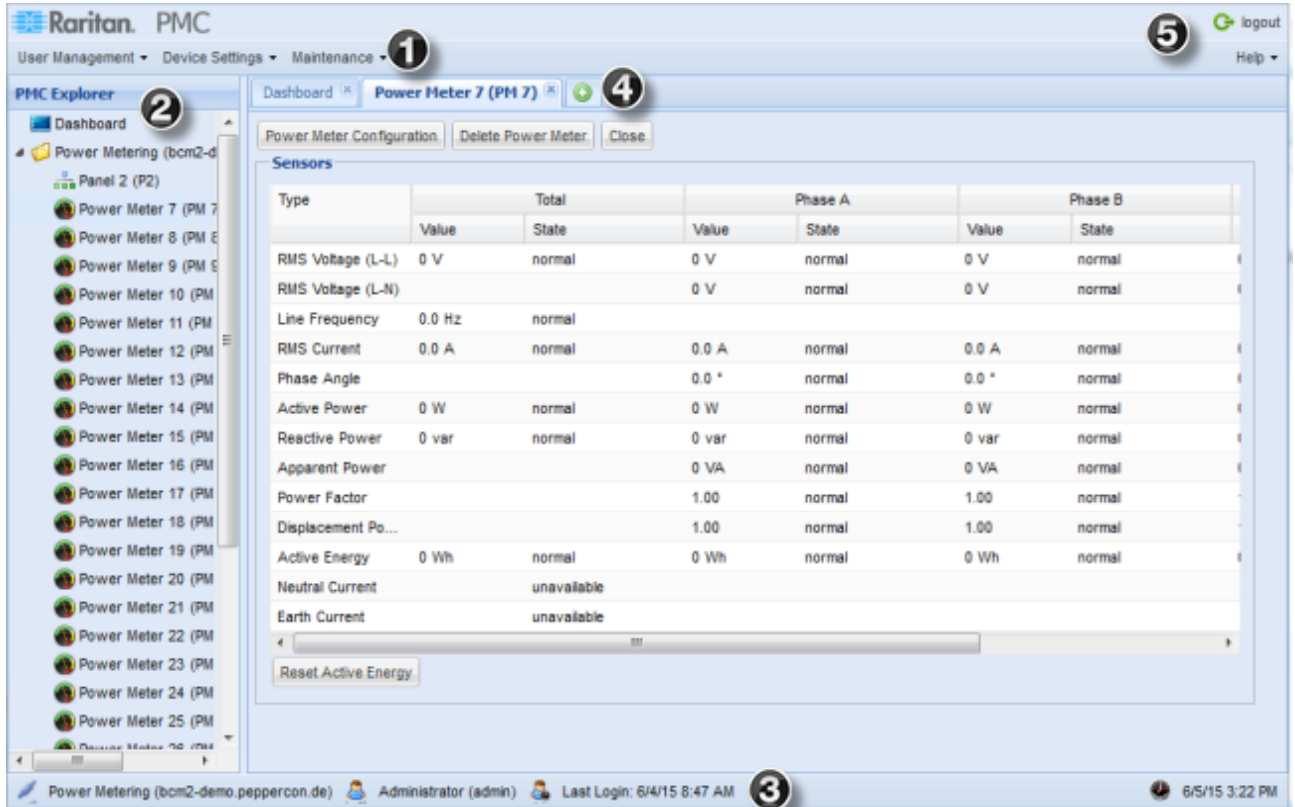 Raritan. PMC
5
logout
User Management Device Settings Maintenance 1
Help
PMC Explorer 2
Dashboard
Power Metering (bcm2-d
Panel 2 (P2)
Power Meter 7 (PM 7
Power Meter 8 (PM 8
Power Meter 9 (PM 9
Power Meter 10 (PM
Power Meter 11 (PM
Power Meter 12 (PM
Power Meter 13 (PM
Power Meter 14 (PM
Power Meter 15 (PM
Power Meter 16 (PM
Power Meter 17 (PM
Power Meter 18 (PM
Power Meter 19 (PM
Power Meter 20 (PM
Power Meter 21 (PM
Power Meter 22 (PM
Power Meter 23 (PM
Power Meter 24 (PM
Power Meter 25 (PM
Power Meter 26 (PM
Dashboard Power Meter 7 (PM 7) 4
Power Meter Configuration Delete Power Meter Close
Sensors
Type Total Phase A Phase B
Value State Value State Value State
RMS Voltage (L-L) 0 V normal 0 V normal 0 V normal
RMS Voltage (L-N) 0 V normal 0 V normal
Line Frequency 0.0 Hz normal
RMS Current 0.0 A normal 0.0 A normal 0.0 A normal
Phase Angle 0.0 ° normal 0.0 ° normal
Active Power 0 W normal 0 W normal 0 W normal
Reactive Power 0 var normal 0 var normal 0 var normal
Apparent Power 0 VA normal 0 VA normal
Power Factor 1.00 normal 1.00 normal
Displacement Po... 1.00 normal 1.00 normal
Active Energy 0 Wh normal 0 Wh normal 0 Wh normal
Neutral Current unavailable
Earth Current unavailable
Reset Active Energy
Power Metering (bcm2-demo.peppercon.de) Administrator (admin) Last Login: 6/4/15 8:47 AM 3
6/5/15 3:22 PM